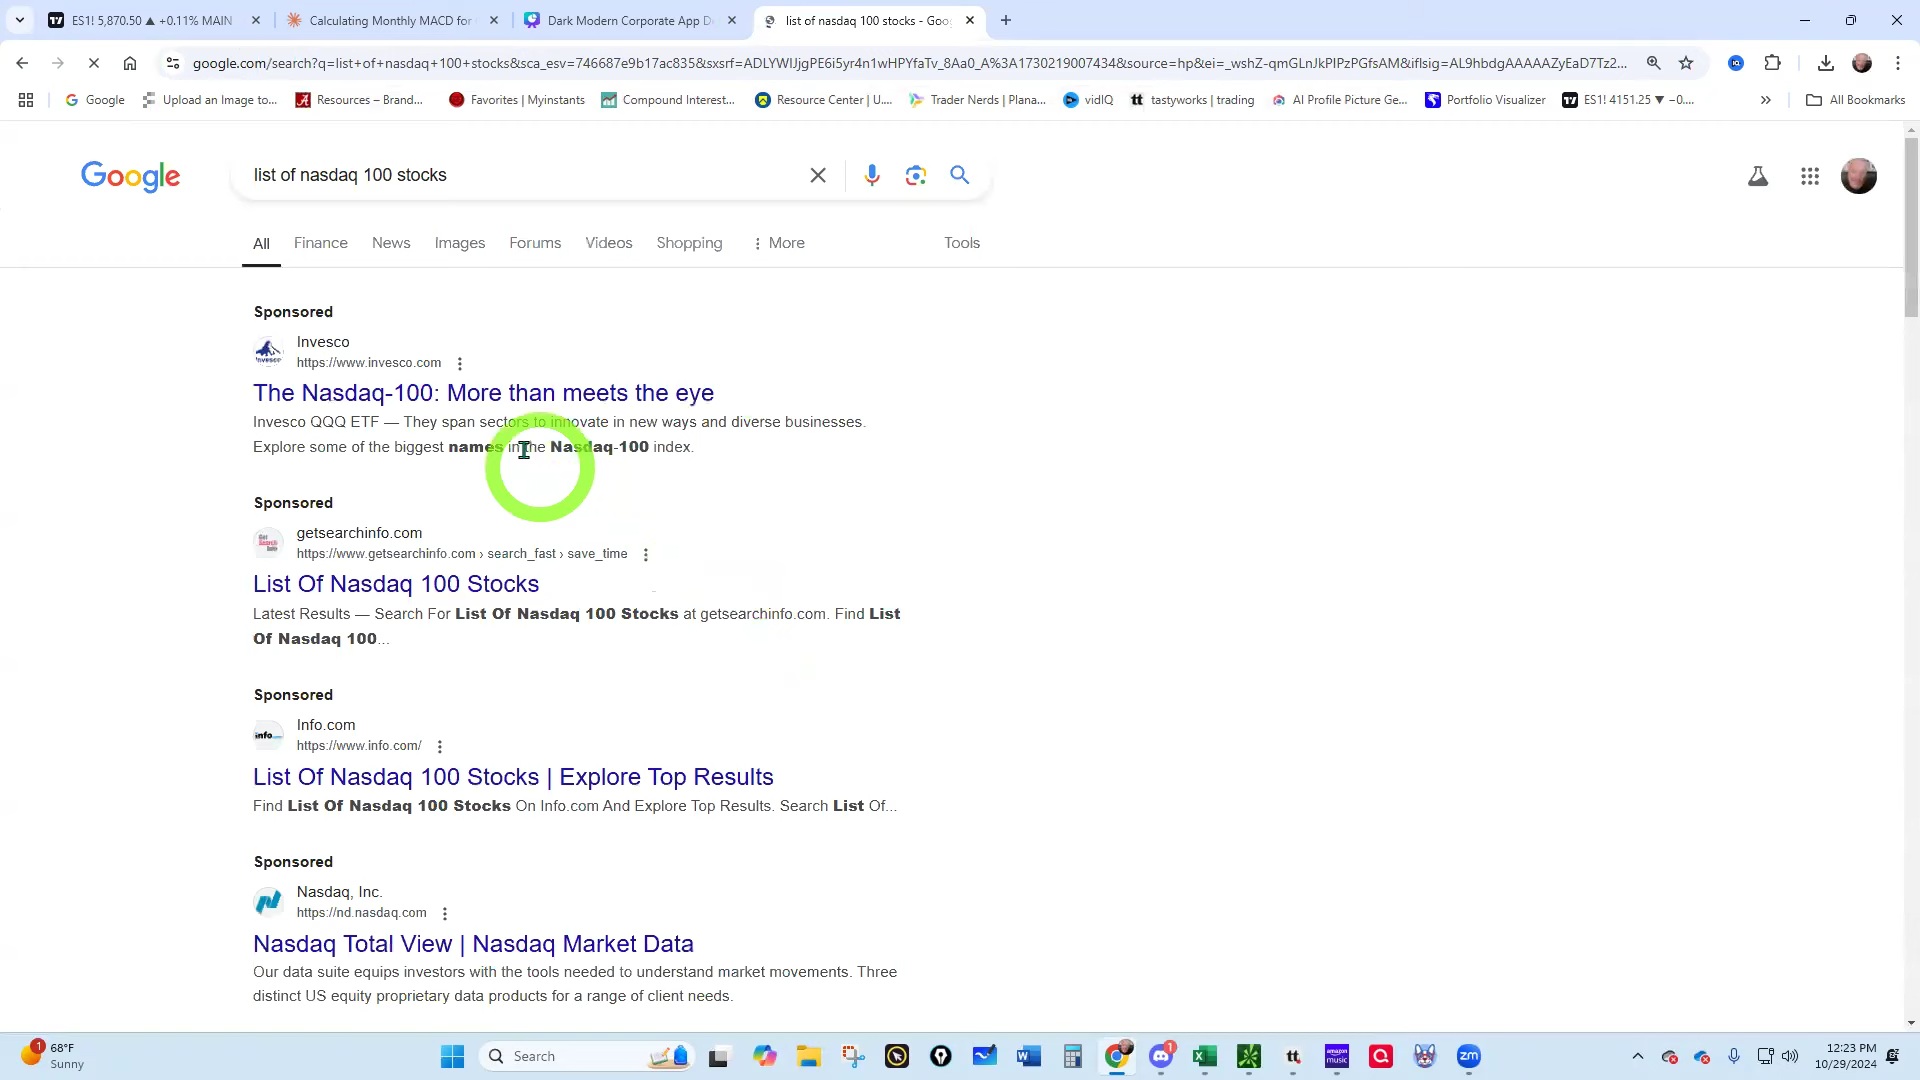 ES1! 5,870.50 ▲ +0.11% MAIN
Calculating Monthly MACD for
Dark Modern Corporate App D
list of nasdaq 100 stocks - Goo
google.com/search?q=list+of+nasdaq+100+stocks&sca_esv=746687e9b17ac835&sxsrf=ADLYWIJjgPE6i5yr4n1wHPYfaTv_8Aa0_A%3A1730219007434&source=hp&ei=_wshZ-qmGLnJkPIPzPGfsAM&iflsig=AL9hbdgAAAAAZyEaD7Tz2...
Google
Upload an Image to...
Resources – Brand...
Favorites | Myinstants
Compound Interest...
Resource Center | U....
Trader Nerds | Plana...
vidIQ
tastyworks | trading
AI Profile Picture Ge...
Portfolio Visualizer
ES1! 4151.25 ▼ −0....
All Bookmarks
Google
list of nasdaq 100 stocks
All
Finance
News
Images
Forums
Videos
Shopping
More
Tools
Sponsored
Invesco
https://www.invesco.com
The Nasdaq-100: More than meets the eye
Invesco QQQ ETF — They span sectors to innovate in new ways and diverse businesses.
Explore some of the biggest names in the Nasdaq-100 index.
Sponsored
getsearchinfo.com
https://www.getsearchinfo.com › search_fast › save_time
List Of Nasdaq 100 Stocks
Latest Results — Search For List Of Nasdaq 100 Stocks at getsearchinfo.com. Find List
Of Nasdaq 100...
Sponsored
Info.com
https://www.info.com/
List Of Nasdaq 100 Stocks | Explore Top Results
Find List Of Nasdaq 100 Stocks On Info.com And Explore Top Results. Search List Of...
Sponsored
Nasdaq, Inc.
https://nd.nasdaq.com
Nasdaq Total View | Nasdaq Market Data
Our data suite equips investors with the tools needed to understand market movements. Three
distinct US equity proprietary data products for a range of client needs.
1
68°F
Sunny
Search
1
amazon music
tt
zm
12:23 PM
10/29/2024